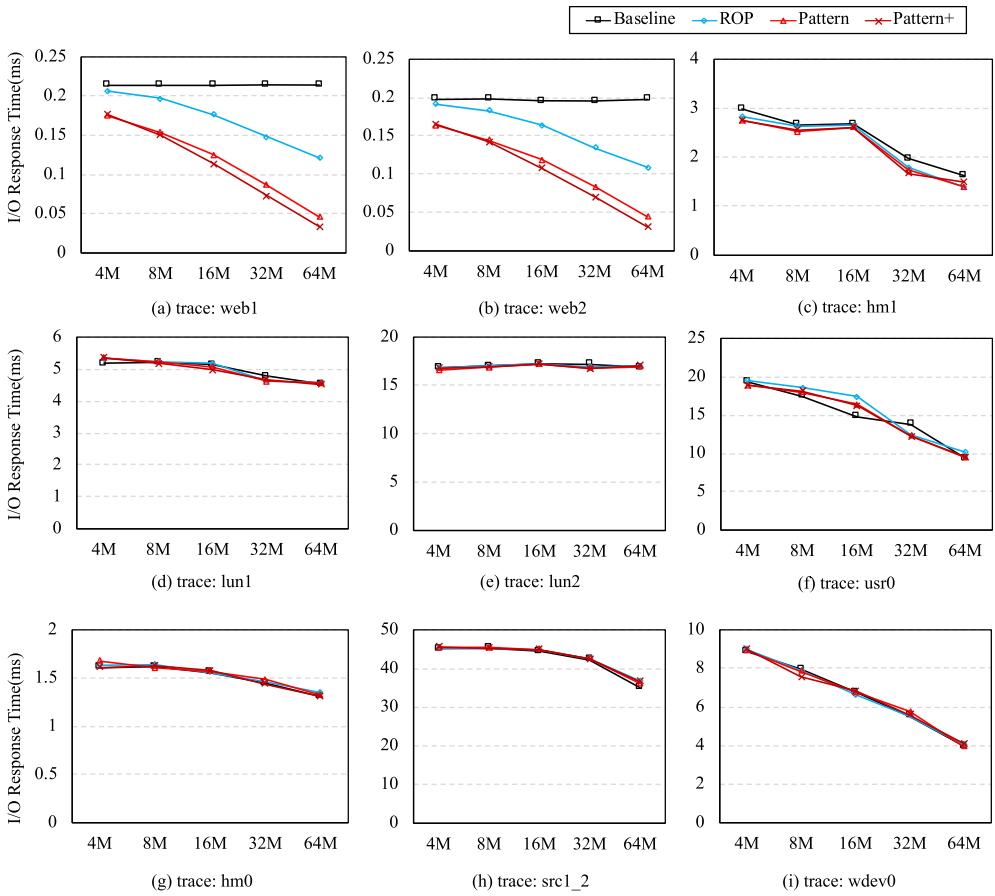 Baseline ROP Pattern Pattern+
I/O Response Time(ms)
0.25
0.2
0.15
0.1
0.05
0
4M 8M 16M 32M 64M
(a) trace: web1
0.25
0.2
0.15
0.1
0.05
0
4M 8M 16M 32M 64M
(b) trace: web2
4
3
2
1
0
4M 8M 16M 32M 64M
(c) trace: hm1
I/O Response Time(ms)
6
5
4
3
2
1
0
4M 8M 16M 32M 64M
(d) trace: lun1
20
15
10
5
0
4M 8M 16M 32M 64M
(e) trace: lun2
25
20
15
10
5
0
4M 8M 16M 32M 64M
(f) trace: usr0
I/O Response Time(ms)
2
1.5
1
0.5
0
4M 8M 16M 32M 64M
(g) trace: hm0
50
40
30
20
10
0
4M 8M 16M 32M 64M
(h) trace: src1_2
10
8
6
4
2
0
4M 8M 16M 32M 64M
(i) trace: wdev0